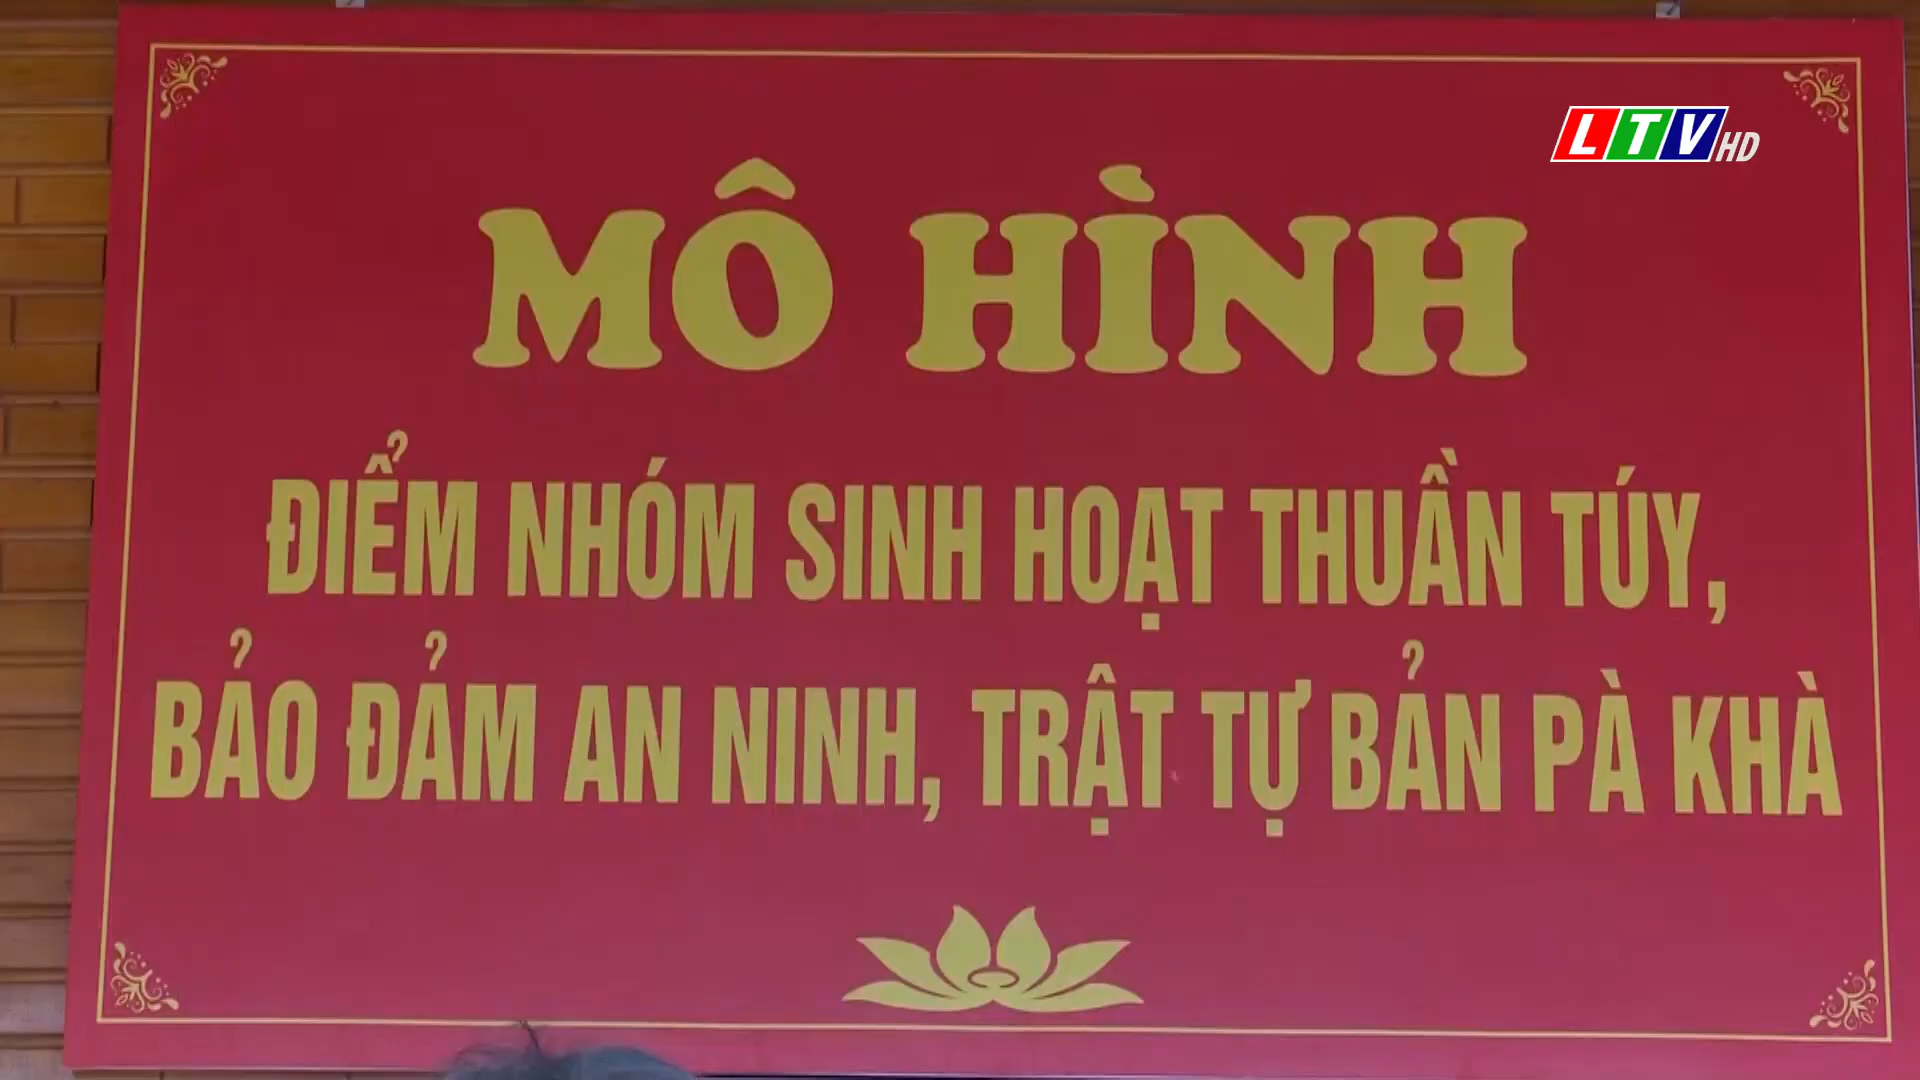 LTV HD
MÔ HÌNH
ĐIỂM NHÓM SINH HOẠT THUẦN TÚY,
BẢO ĐẢM AN NINH, TRẬT TỰ BẢN PÀ KHÀ